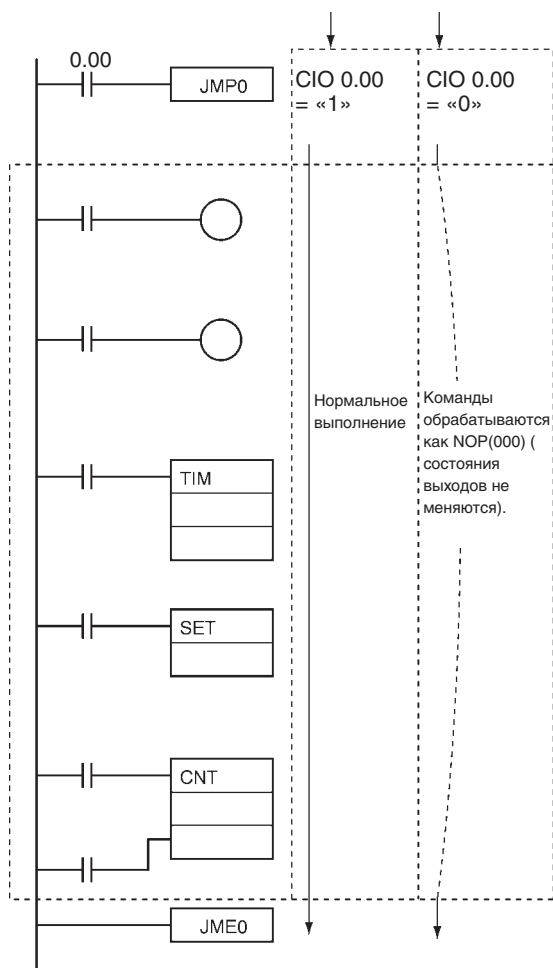 0.00
JMP0
CIO 0.00
= «1»
CIO 0.00
= «0»
Нормальное
выполнение
Команды
обрабатываются
как NOP(000) (
состояния
выходов не
меняются).
TIM
SET
CNT
JME0